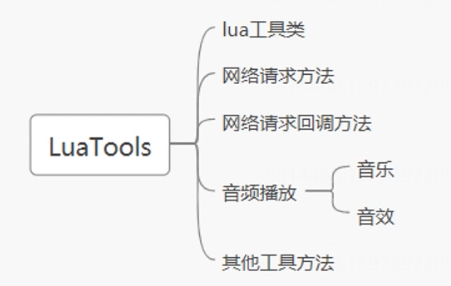 lua工具类
网络请求方法
LuaTools
网络请求回调方法
音频播放
音乐
音效
其他工具方法